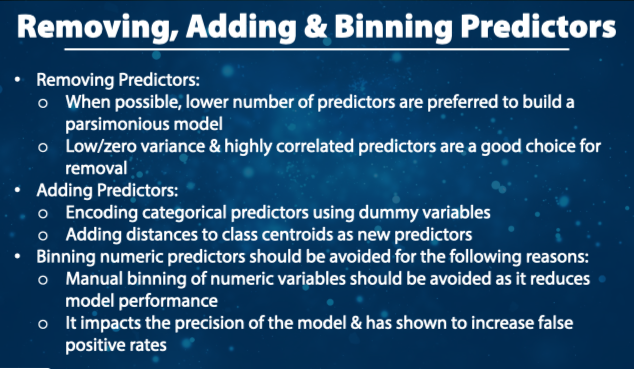 Removing, Adding & Binning Predictors
• Removing Predictors:
o When possible, lower number of predictors are preferred to build a
parsimonious model
o Low/zero variance & highly correlated predictors are a good choice for
removal
• Adding Predictors:
o Encoding categorical predictors using dummy variables
o Adding distances to class centroids as new predictors
• Binning numeric predictors should be avoided for the following reasons:
o Manual binning of numeric variables should be avoided as it reduces
model performance
o It impacts the precision of the model & has shown to increase false
positive rates